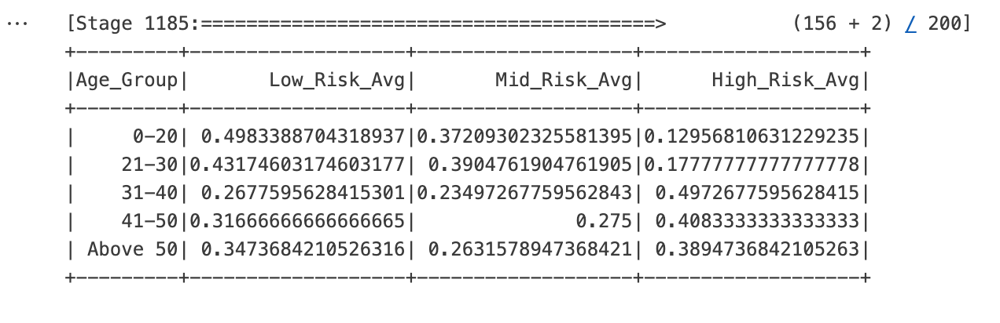 ... [Stage 1185:========================================> (156 + 2) / 200]
+---------+-------------------+-------------------+-------------------+
|Age_Group|       Low_Risk_Avg|       Mid_Risk_Avg|      High_Risk_Avg|
+---------+-------------------+-------------------+-------------------+
|     0-20| 0.4983388704318937|0.37209302325581395|0.12956810631229235|
|    21-30|0.43174603174603177| 0.3904761904761905|0.17777777777777778|
|    31-40| 0.2677595628415301|0.23497267759562843| 0.4972677595628415|
|    41-50|0.31666666666666665|              0.275| 0.4083333333333333|
| Above 50| 0.3473684210526316| 0.2631578947368421| 0.3894736842105263|
+---------+-------------------+-------------------+-------------------+